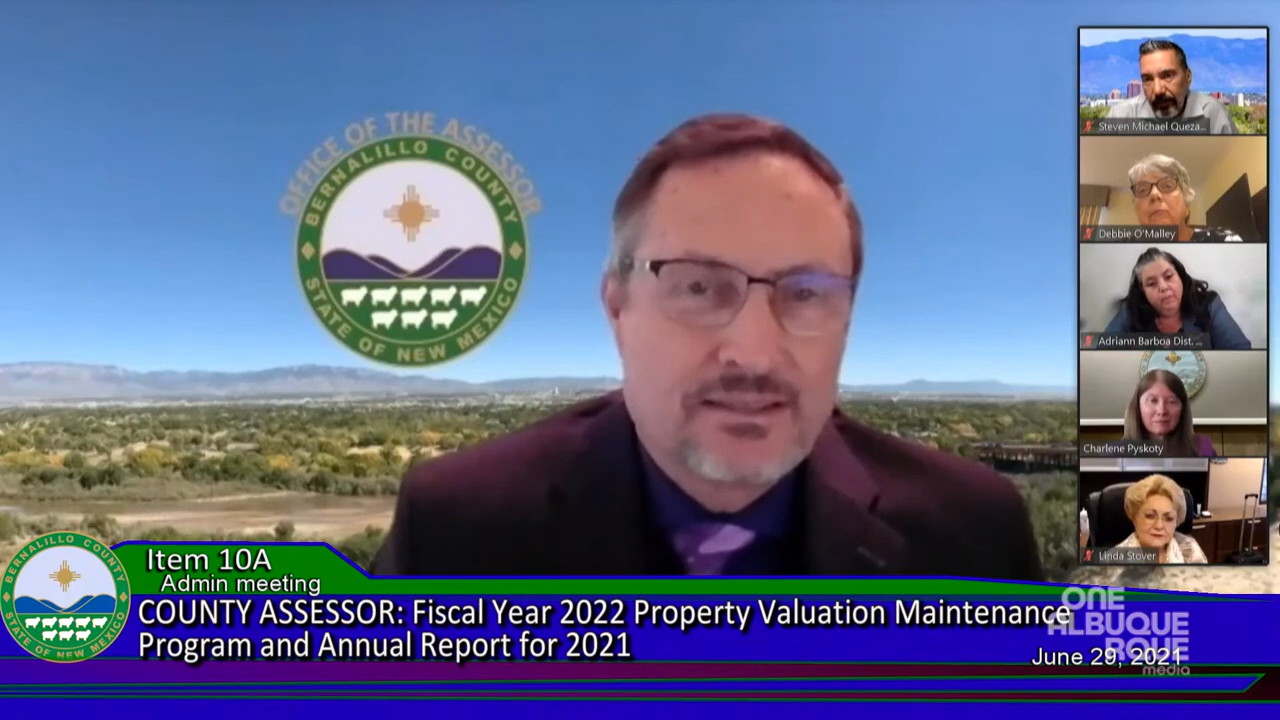 OFFICE OF THE ASSESSOR
BERNALILLO COUNTY
STATE OF NEW MEXICO
Steven Michael Queza...
Debbie O'Malley
Adriann Barboa Dist. ...
Charlene Pyskoty
Linda Stover
BERNALILLO COUNTY
STATE OF NEW MEXICO
Item 10A
Admin meeting
COUNTY ASSESSOR: Fiscal Year 2022 Property Valuation Maintenance
Program and Annual Report for 2021
ONE
ALBUQUE
RQUE
media
June 29, 2021